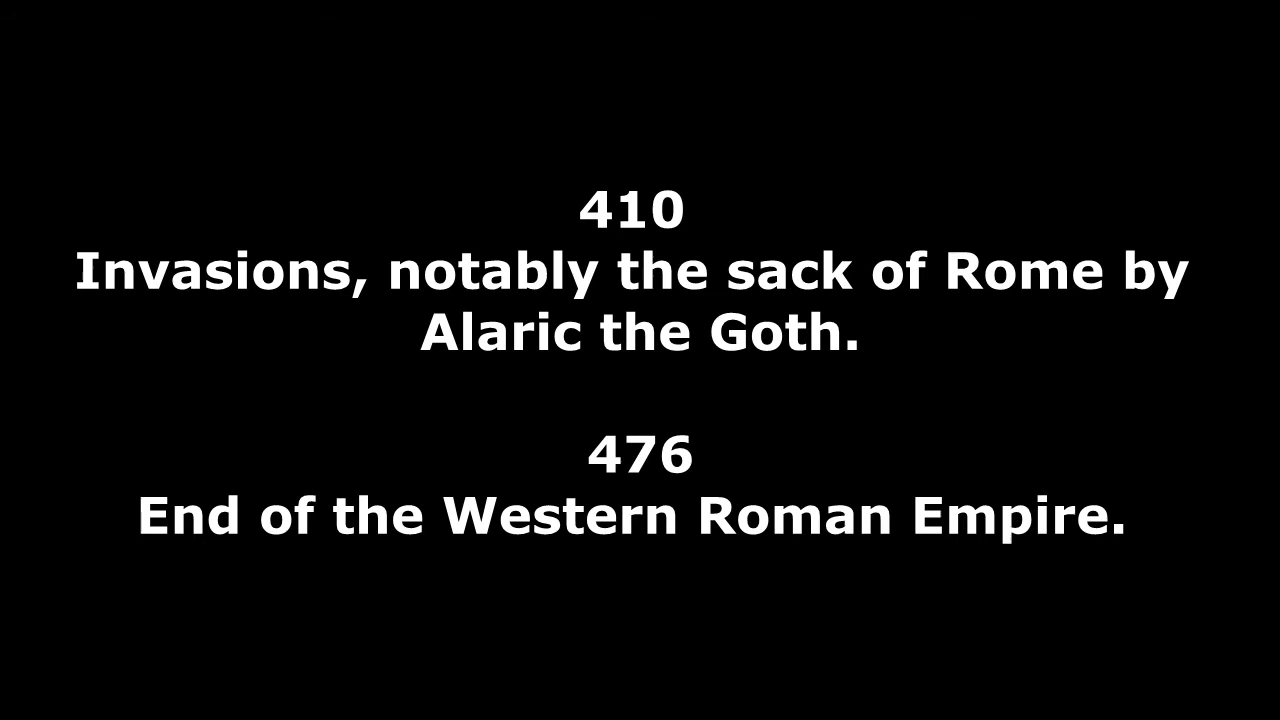 410
Invasions, notably the sack of Rome by
Alaric the Goth.
476
End of the Western Roman Empire.